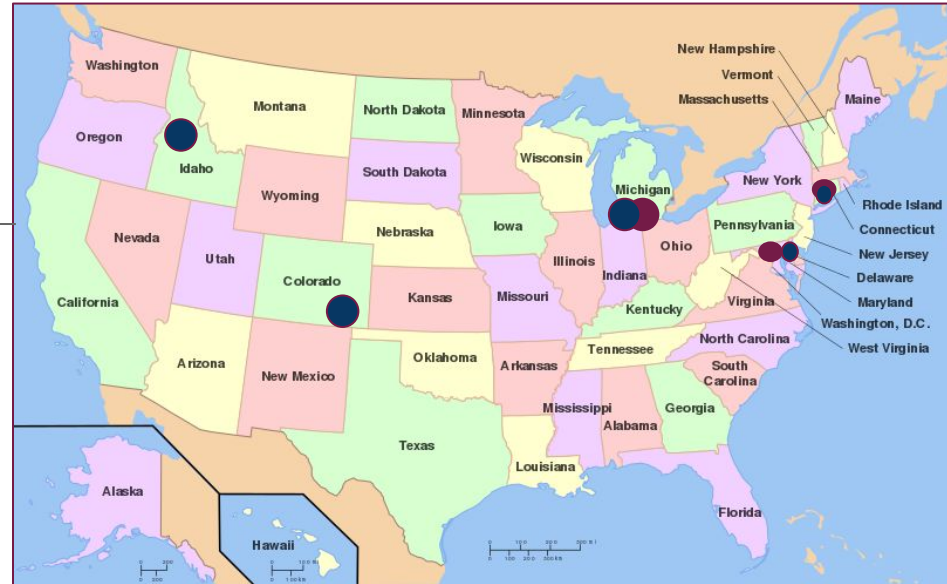 New Hampshire
Vermont
Massachusetts
Washington
Montana
North Dakota
Minnesota
Maine
Oregon
Idaho
Wisconsin
South Dakota
Michigan
New York
Wyoming
Rhode Island
Connecticut
Iowa
Pennsylvania
Nebraska
Nevada
Ohio
New Jersey
Utah
Illinois
Indiana
Delaware
Colorado
California
Kansas
Missouri
Virginia
Maryland
Kentucky
Washington, D.C.
North Carolina
West Virginia
Tennessee
Oklahoma
Arizona
Arkansas
New Mexico
South
Carolina
Mississippi
Georgia
Alabama
Texas
Louisiana
Alaska
Florida
Hawaii